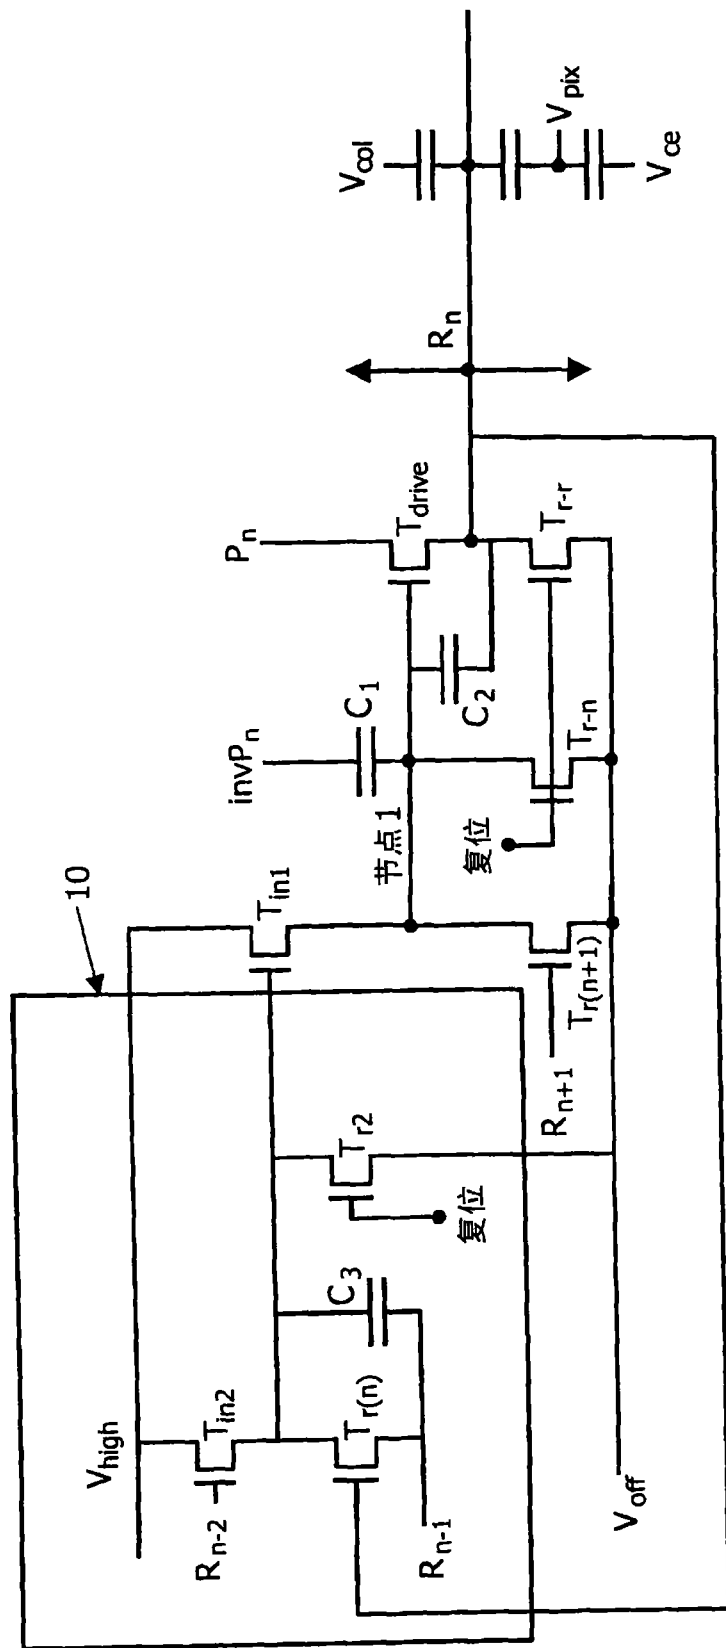 10
V_high
R_n-2
T_in2
T_r(n)
R_n-1
C_3
T_r2
复位
T_in1
节点 1
R_n+1
T_r(n+1)
V_off
invP_n
C_1
C_2
复位
T_r-n
P_n
T_drive
T_r-r
R_n
V_col
V_pix
V_ce